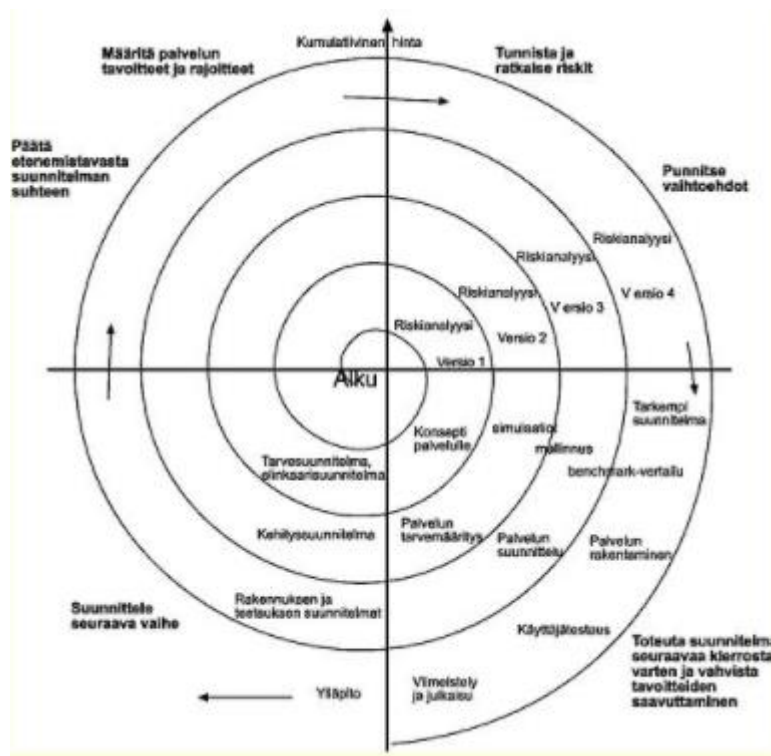 Kumulatiivinen hinta
Määritä palvelun
tavoitteet ja rajoitteet
Tunnista ja
ratkaise riskit
Päätä
etenemistavasta
suunnitelman
suhteen
Punnitse
vaihtoehdot
Riskianalyysi
Riskianalyysi
Riskianalyysi
Riskianalyysi
Versio 1
Versio 2
V ersio 3
V ersio 4
Alku
Tarkempi
suunnitelma
Konsepti
palvelulle
simulaatiot
mallinnus
benchmark-vertailu
Tarvesuunnitelma,
elinkaarisuunnitelma
Kehityssuunnitelma
Palvelun
tarvemääritys
Palvelun
suunnittelu
Palvelun
rakentaminen
Rakennuksen ja
testauksen suunnitelmat
Suunnittele
seuraava vaihe
Käyttäjätestaus
Toteuta suunnitelma
seuraavaa kierrosta
varten ja vahvista
tavoitteiden
saavuttaminen
Ylläpito
Viimeistely
ja julkaisu